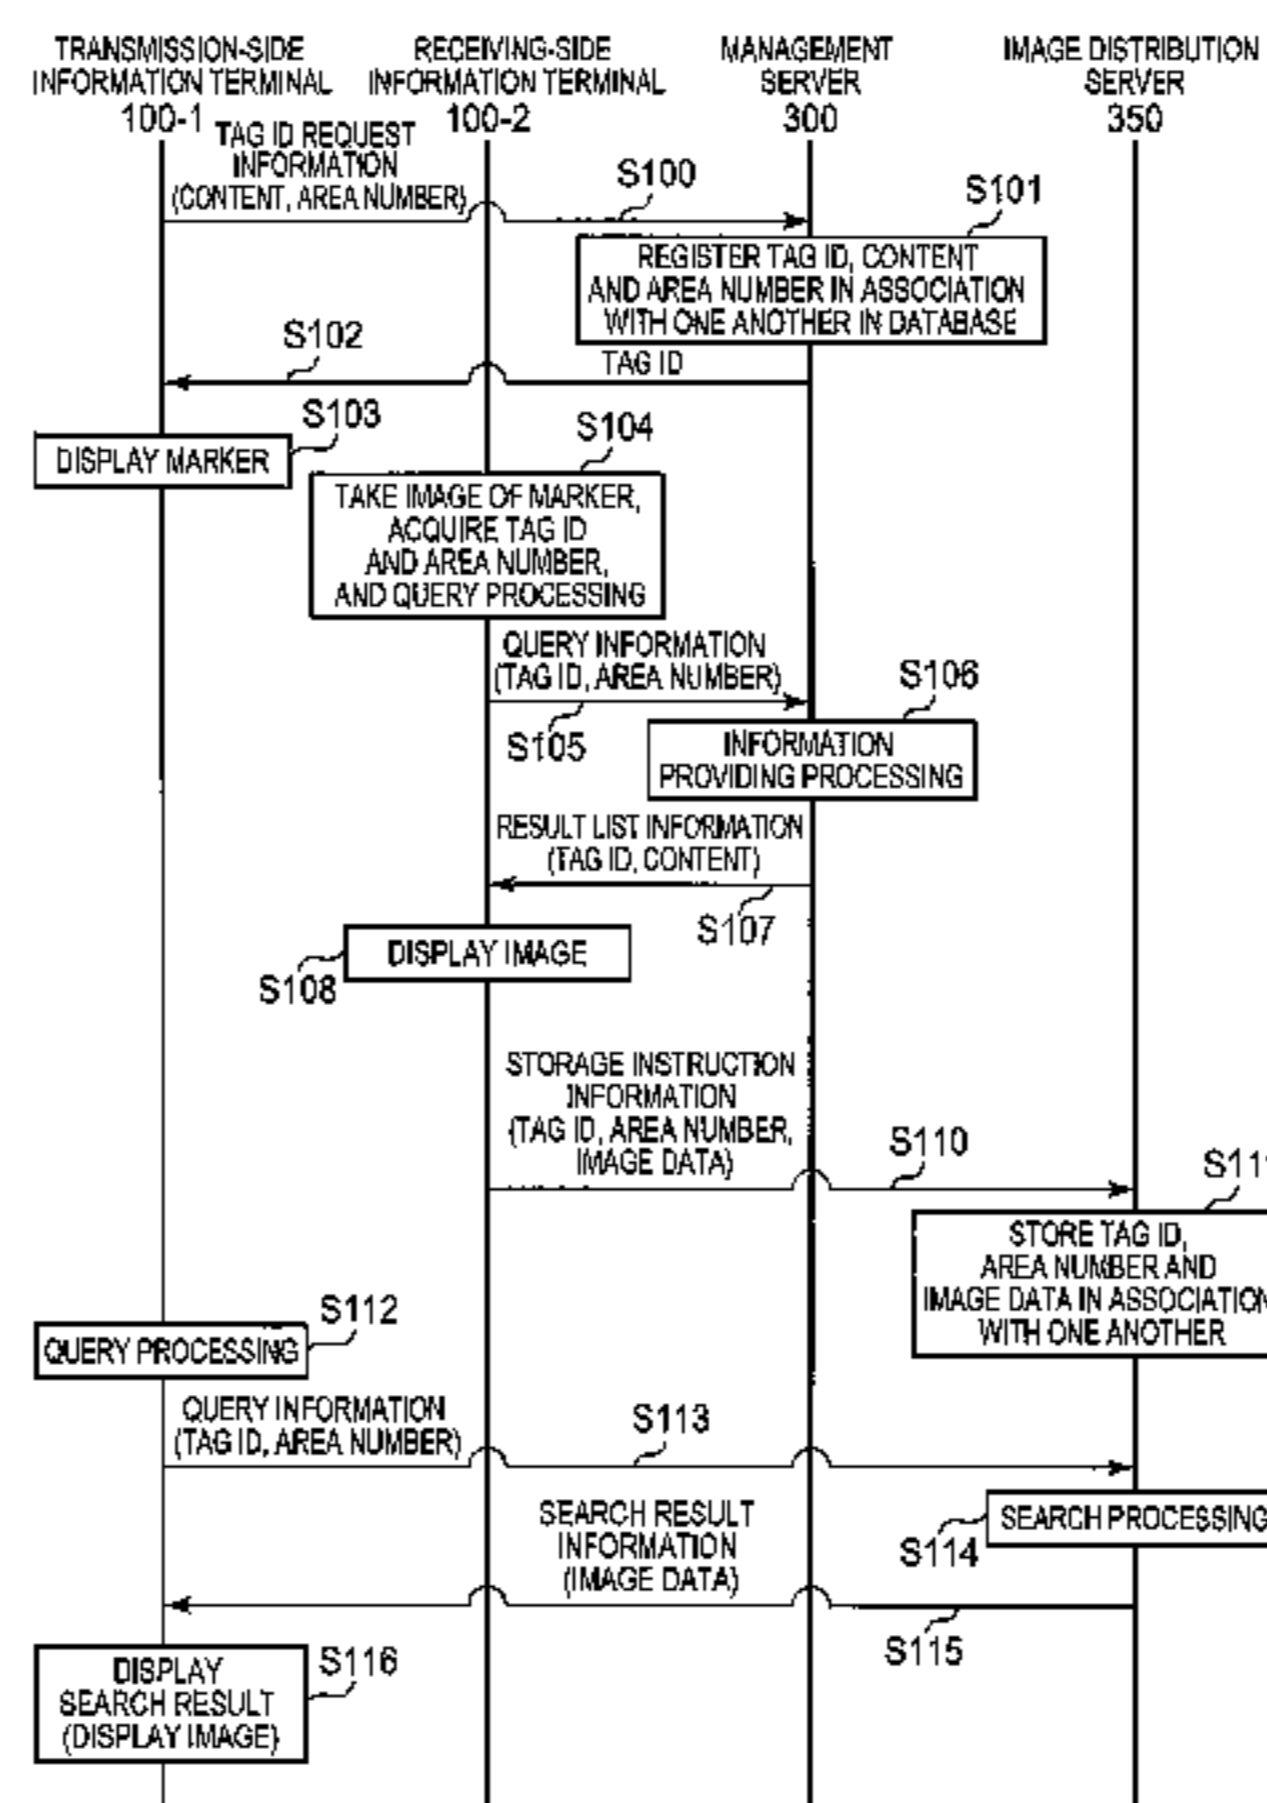 TRANSMISSION-SIDE
INFORMATION TERMINAL
100-1
RECEIVING-SIDE
INFORMATION TERMINAL
100-2
MANAGEMENT
SERVER
300
IMAGE DISTRIBUTION
SERVER
350
TAG ID REQUEST
INFORMATION
(CONTENT, AREA NUMBER)
S100
S101
REGISTER TAG ID, CONTENT
AND AREA NUMBER IN ASSOCIATION
WITH ONE ANOTHER IN DATABASE
S102
TAG ID
S103
DISPLAY MARKER
S104
TAKE IMAGE OF MARKER,
ACQUIRE TAG ID
AND AREA NUMBER,
AND QUERY PROCESSING
QUERY INFORMATION
(TAG ID, AREA NUMBER)
S105
S106
INFORMATION
PROVIDING PROCESSING
RESULT LIST INFORMATION
(TAG ID, CONTENT)
S107
DISPLAY IMAGE
S108
STORAGE INSTRUCTION
INFORMATION
(TAG ID, AREA NUMBER,
IMAGE DATA)
S110
STORE TAG ID,
AREA NUMBER AND
IMAGE DATA IN ASSOCIATION
WITH ONE ANOTHER
S112
QUERY PROCESSING
QUERY INFORMATION
(TAG ID, AREA NUMBER)
S113
SEARCH PROCESSING
S114
SEARCH RESULT
INFORMATION
(IMAGE DATA)
S115
DISPLAY
SEARCH RESULT
(DISPLAY IMAGE)
S116